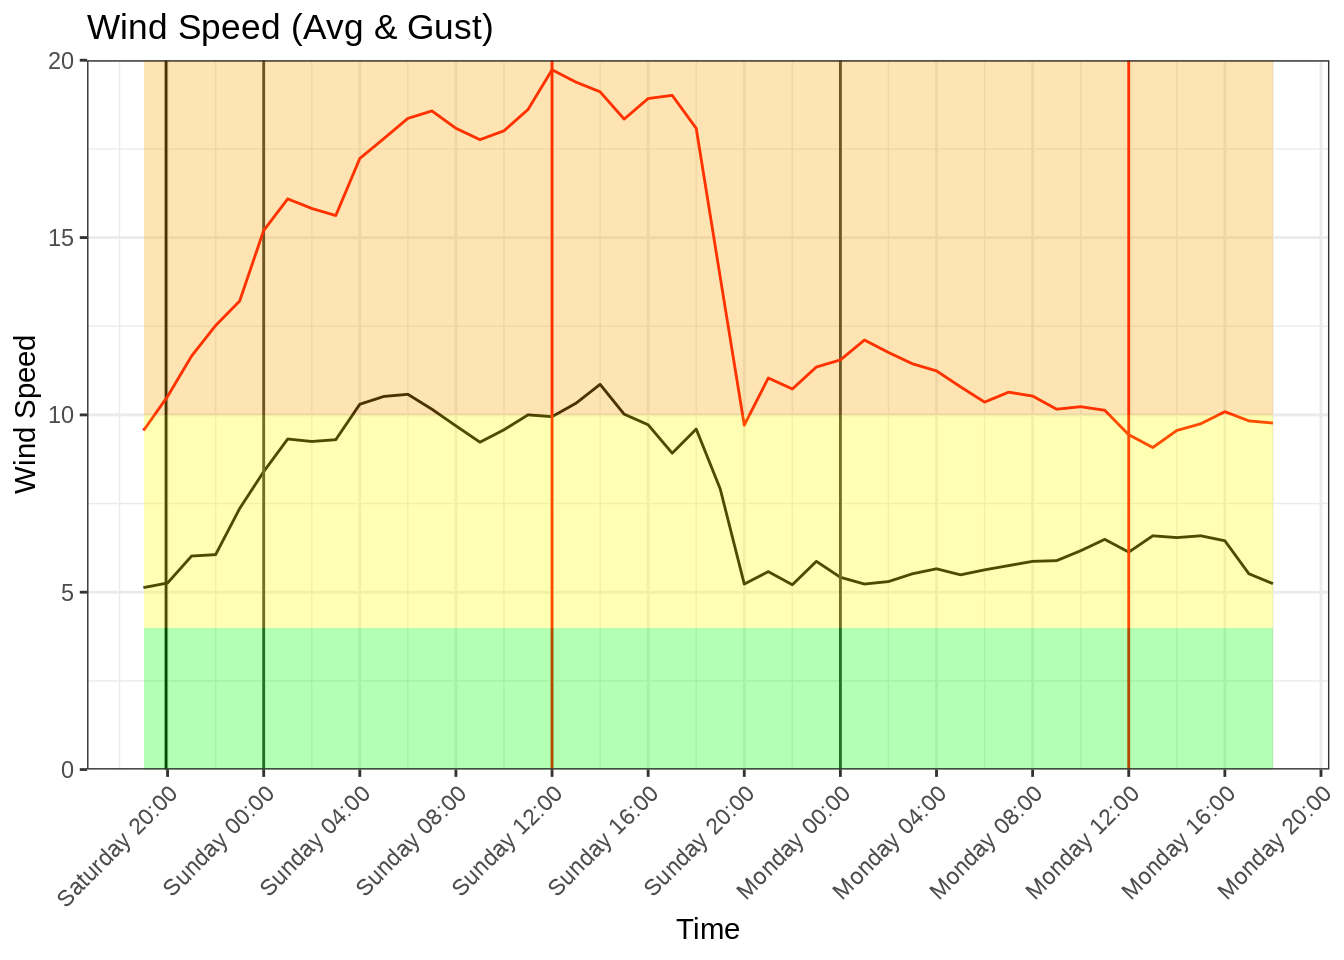 Wind Speed (Avg & Gust)
20
15
10
5
0
Wind Speed
Saturday 20:00
Sunday 00:00
Sunday 04:00
Sunday 08:00
Sunday 12:00
Sunday 16:00
Sunday 20:00
Monday 00:00
Monday 04:00
Monday 08:00
Monday 12:00
Monday 16:00
Monday 20:00
Time